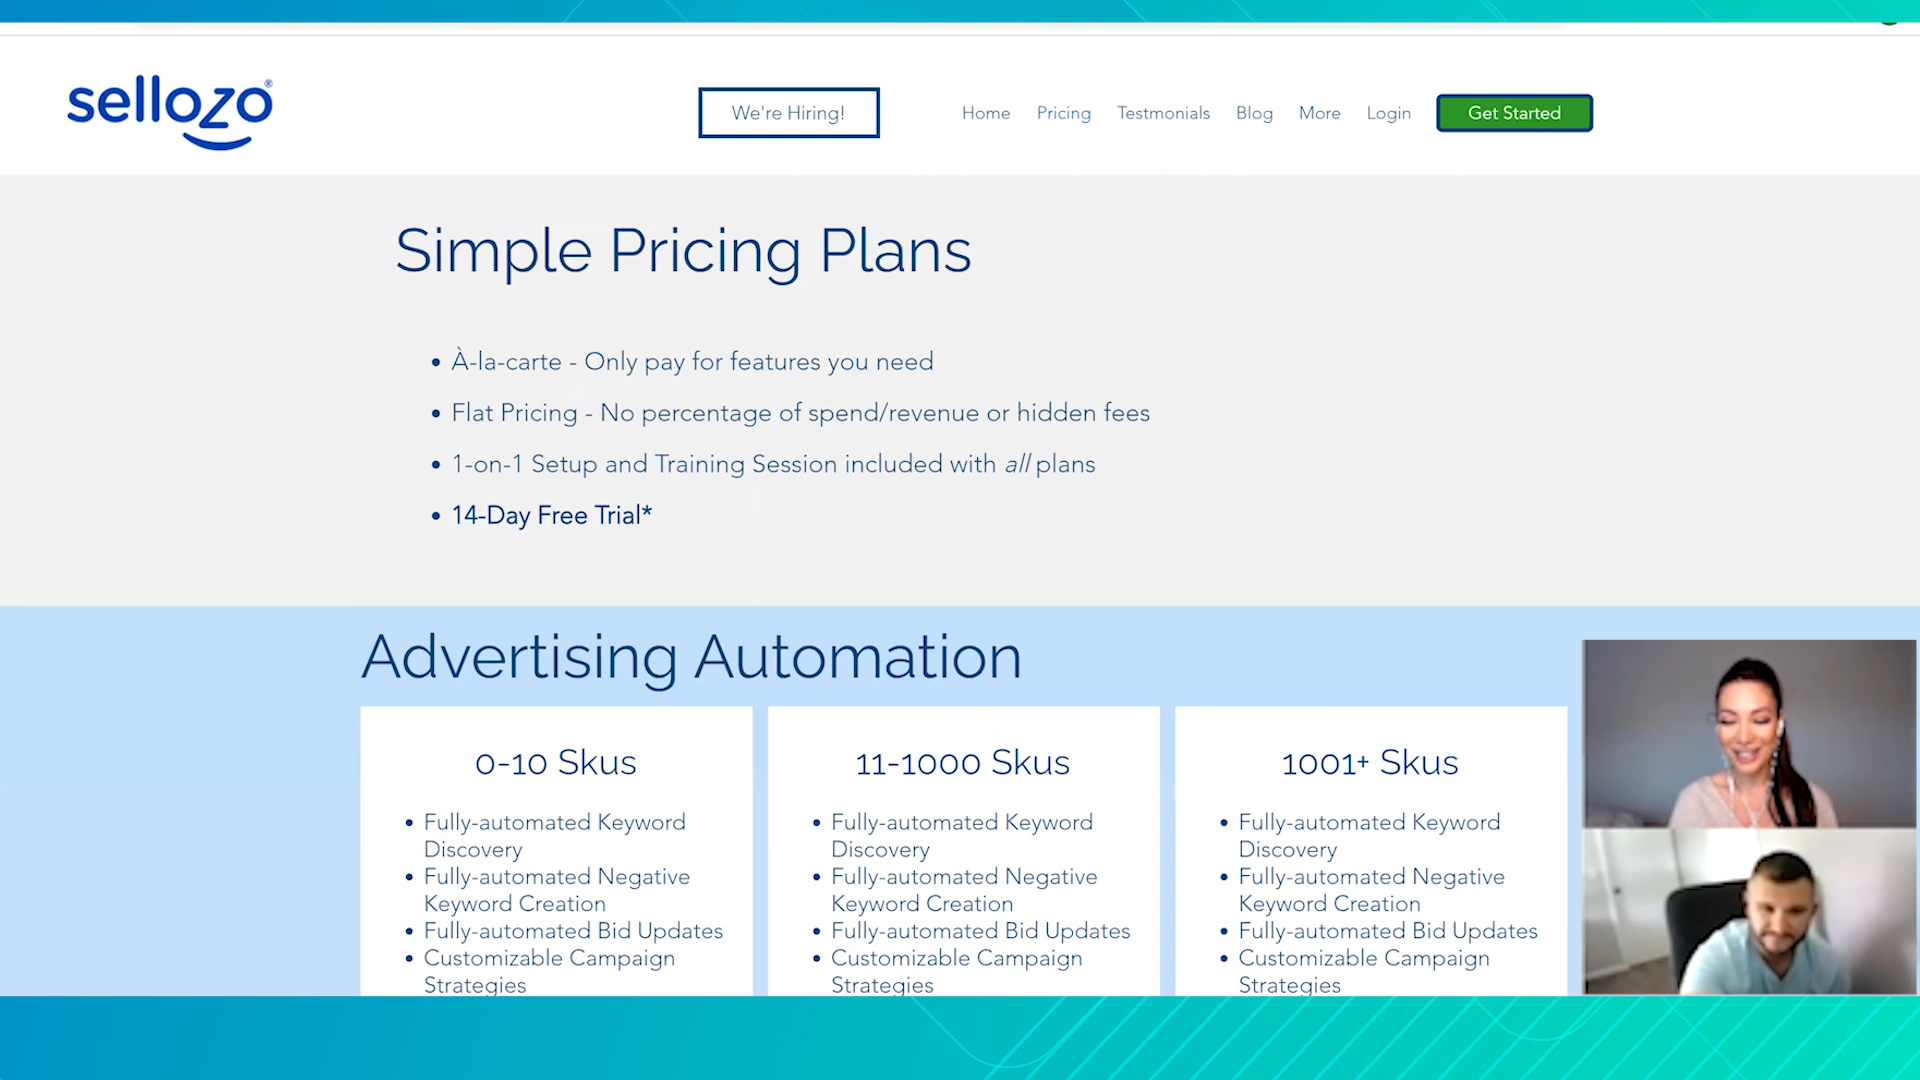 sellozo®
We're Hiring!
Home Pricing Testmonials Blog More Login Get Started
Simple Pricing Plans
• À-la-carte - Only pay for features you need
• Flat Pricing - No percentage of spend/revenue or hidden fees
• 1-on-1 Setup and Training Session included with all plans
• 14-Day Free Trial*
Advertising Automation
0-10 Skus
• Fully-automated Keyword
Discovery
• Fully-automated Negative
Keyword Creation
• Fully-automated Bid Updates
• Customizable Campaign
Strategies
11-1000 Skus
• Fully-automated Keyword
Discovery
• Fully-automated Negative
Keyword Creation
• Fully-automated Bid Updates
• Customizable Campaign
Strategies
1001+ Skus
• Fully-automated Keyword
Discovery
• Fully-automated Negative
Keyword Creation
• Fully-automated Bid Updates
• Customizable Campaign
Strategies